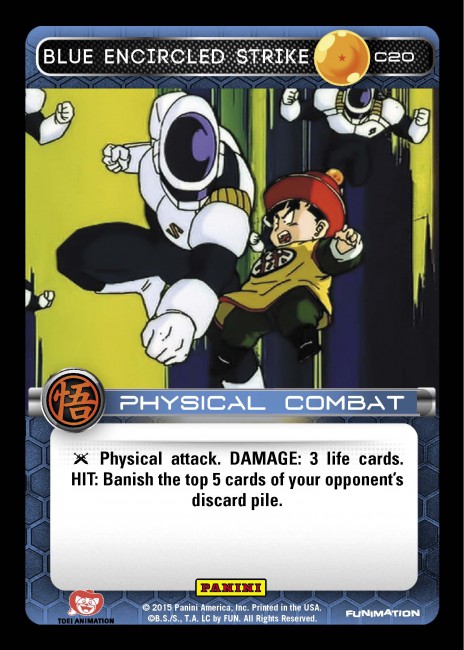 BLUE ENCIRCLED STRIKE C20
S
悟
PHYSICAL COMBAT
Physical attack. DAMAGE: 3 life cards.
HIT: Banish the top 5 cards of your opponent's
discard pile.
PANINI
TOEI ANIMATION
© 2015 Panini America, Inc. Printed in the USA.
©B.S./S., T.A. LC by FUN. All Rights Reserved.
FUNIMATION